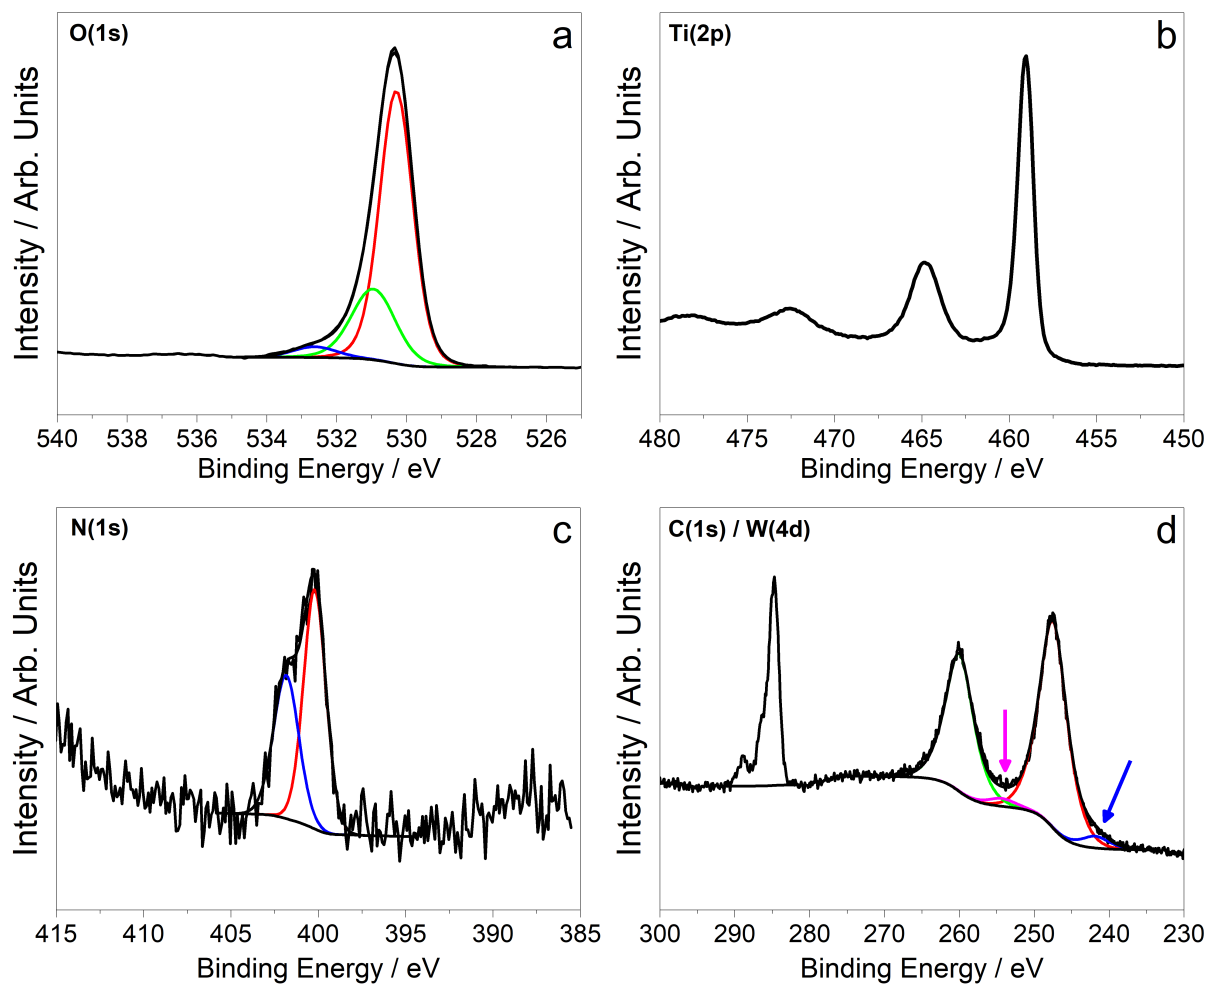 O(1s)
a
Intensity / Arb. Units
540 538 536 534 532 530 528 526
Binding Energy / eV
Ti(2p)
b
Intensity / Arb. Units
480 475 470 465 460 455 450
Binding Energy / eV
N(1s)
c
Intensity / Arb. Units
415 410 405 400 395 390 385
Binding Energy / eV
C(1s) / W(4d)
d
Intensity / Arb. Units
300 290 280 270 260 250 240 230
Binding Energy / eV